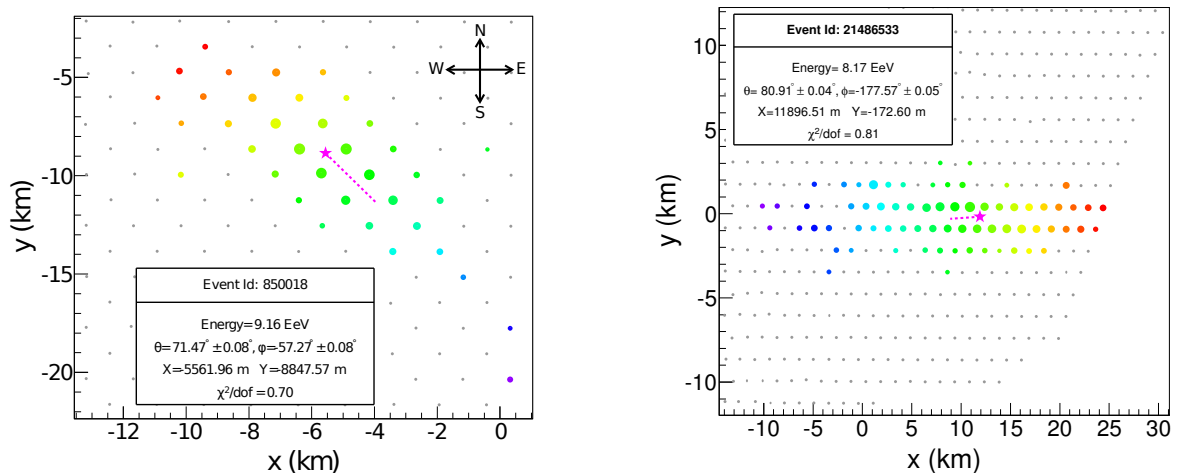 N
W E
S
−5
−10
−15
−20
y (km)
Event Id: 850018
Energy=9.16 EeV
θ=71.47° ±0.08°, φ=-57.27° ±0.08°
X=-5561.96 m Y=-8847.57 m
χ²/dof =0.70
−12 −10 −8 −6 −4 −2 0
x (km)
Event Id: 21486533
Energy= 8.17 EeV
θ= 80.91° ± 0.04°, ϕ=-177.57° ± 0.05°
X=11896.51 m Y=-172.60 m
χ²/dof = 0.81
10
5
0
-5
-10
y (km)
-10 -5 0 5 10 15 20 25 30
x (km)